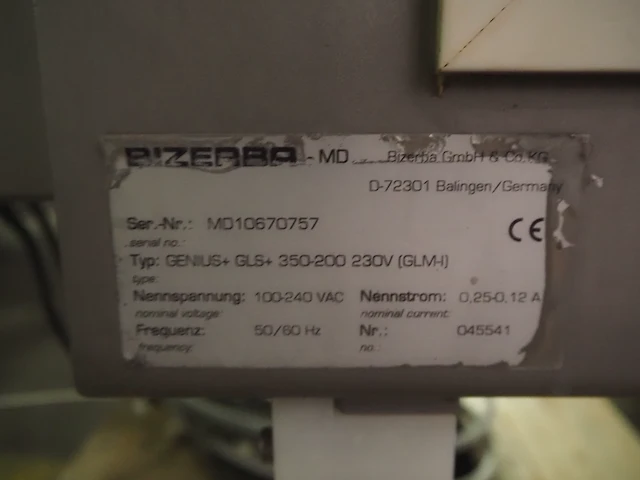 BIZERBA - MD Bizerba GmbH & Co. KG
D-72301 Balingen/Germany
Ser.-Nr.: MD10670757
serial no.:
CE
Typ: GENIUS+ GLS+ 350-200 230V (GLM-I)
type:
Nennspannung: 100-240 VAC Nennstrom: 0,25-0,12 A
nominal voltage: nominal current:
Frequenz: 50/60 Hz Nr.: 045541
frequency: no.: